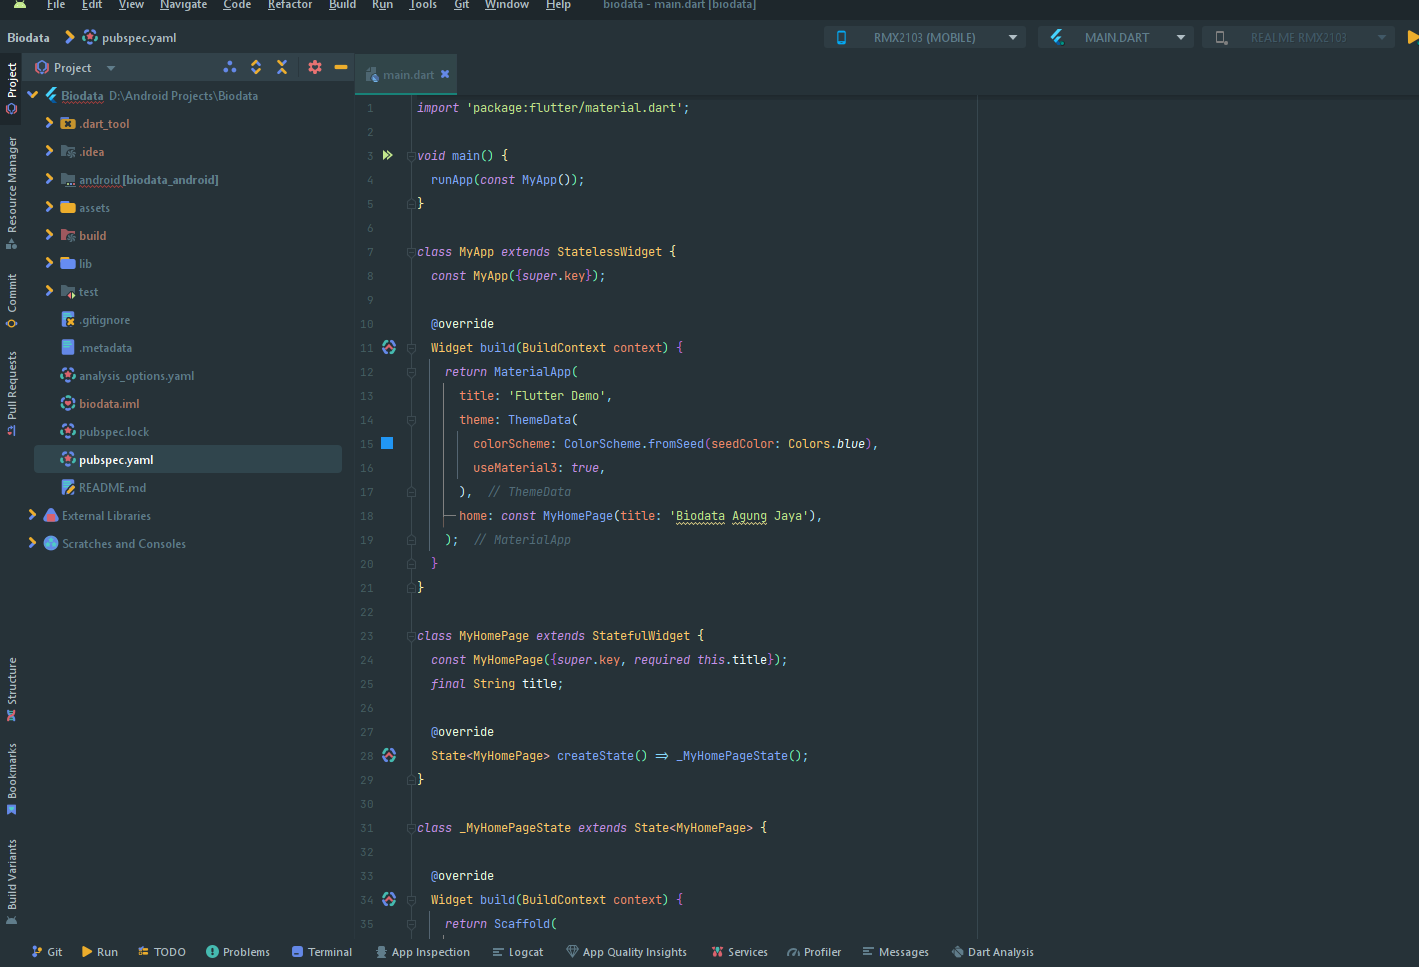 File Edit View Navigate Code Refactor Build Run Tools Git Window Help biodata - main.dart [biodata]
Biodata pubspec.yaml RMX2103 (MOBILE) MAIN.DART REALME RMX2103
Project
Resource Manager
Commit
Pull Requests
Structure
Bookmarks
Build Variants
Project
Biodata D:\Android Projects\Biodata
.dart_tool
.idea
android [biodata_android]
assets
build
lib
test
.gitignore
.metadata
analysis_options.yaml
biodata.iml
pubspec.lock
pubspec.yaml
README.md
External Libraries
Scratches and Consoles
main.dart
1 import 'package:flutter/material.dart';
2
3 void main() {
4 runApp(const MyApp());
5 }
6
7 class MyApp extends StatelessWidget {
8 const MyApp({super.key});
9
10 @override
11 Widget build(BuildContext context) {
12 return MaterialApp(
13 title: 'Flutter Demo',
14 theme: ThemeData(
15 colorScheme: ColorScheme.fromSeed(seedColor: Colors.blue),
16 useMaterial3: true,
17 ), // ThemeData
18 home: const MyHomePage(title: 'Biodata Agung Jaya'),
19 ); // MaterialApp
20 }
21 }
22
23 class MyHomePage extends StatefulWidget {
24 const MyHomePage({super.key, required this.title});
25 final String title;
26
27 @override
28 State<MyHomePage> createState() => _MyHomePageState();
29 }
30
31 class _MyHomePageState extends State<MyHomePage> {
32
33 @override
34 Widget build(BuildContext context) {
35 return Scaffold(
Git Run TODO Problems Terminal App Inspection Logcat App Quality Insights Services Profiler Messages Dart Analysis